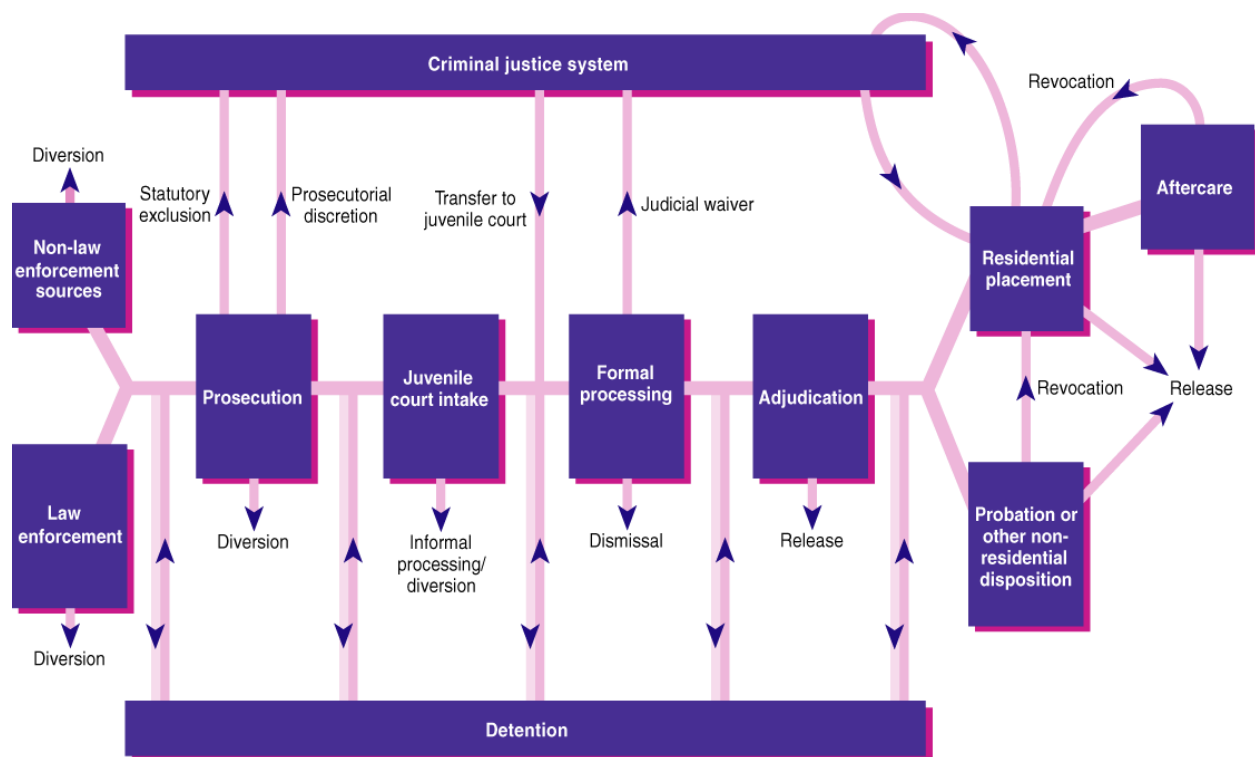 Criminal justice system
Revocation
Diversion
Aftercare
Statutory
exclusion
Prosecutorial
discretion
Transfer to
juvenile court
Judicial waiver
Non-law
enforcement
sources
Residential
placement
Prosecution
Juvenile
court intake
Formal
processing
Adjudication
Revocation
Release
Law
enforcement
Diversion
Informal
processing/
diversion
Dismissal
Release
Probation or
other non-
residential
disposition
Diversion
Detention